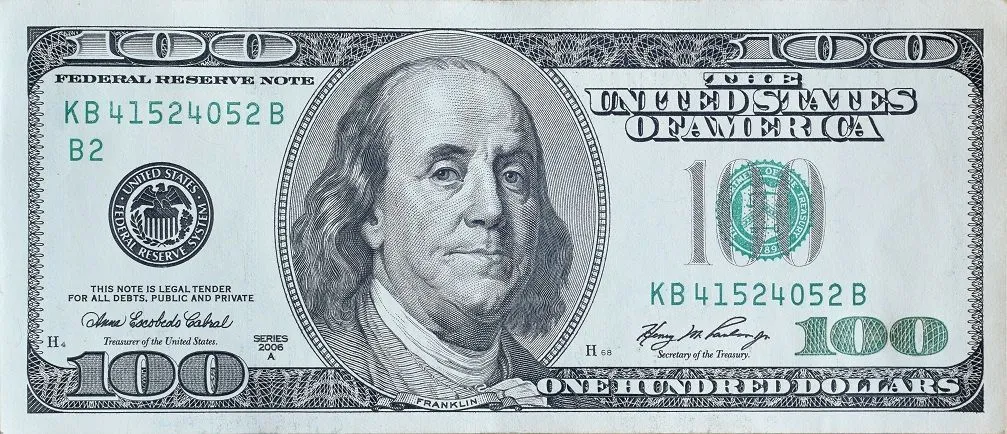 100 100
FEDERAL RESERVE NOTE
THE
UNITED STATES
OF AMERICA
KB 41524052 B
B2
UNITED STATES
FEDERAL RESERVE SYSTEM
100
THIS NOTE IS LEGAL TENDER
FOR ALL DEBTS, PUBLIC AND PRIVATE
KB 41524052 B
Anna Escobedo Cabral
Treasurer of the United States.
H4
SERIES
2006
A
H 68
Henry M. Paulson Jr
Secretary of the Treasury.
100
100
FRANKLIN
ONE HUNDRED DOLLARS